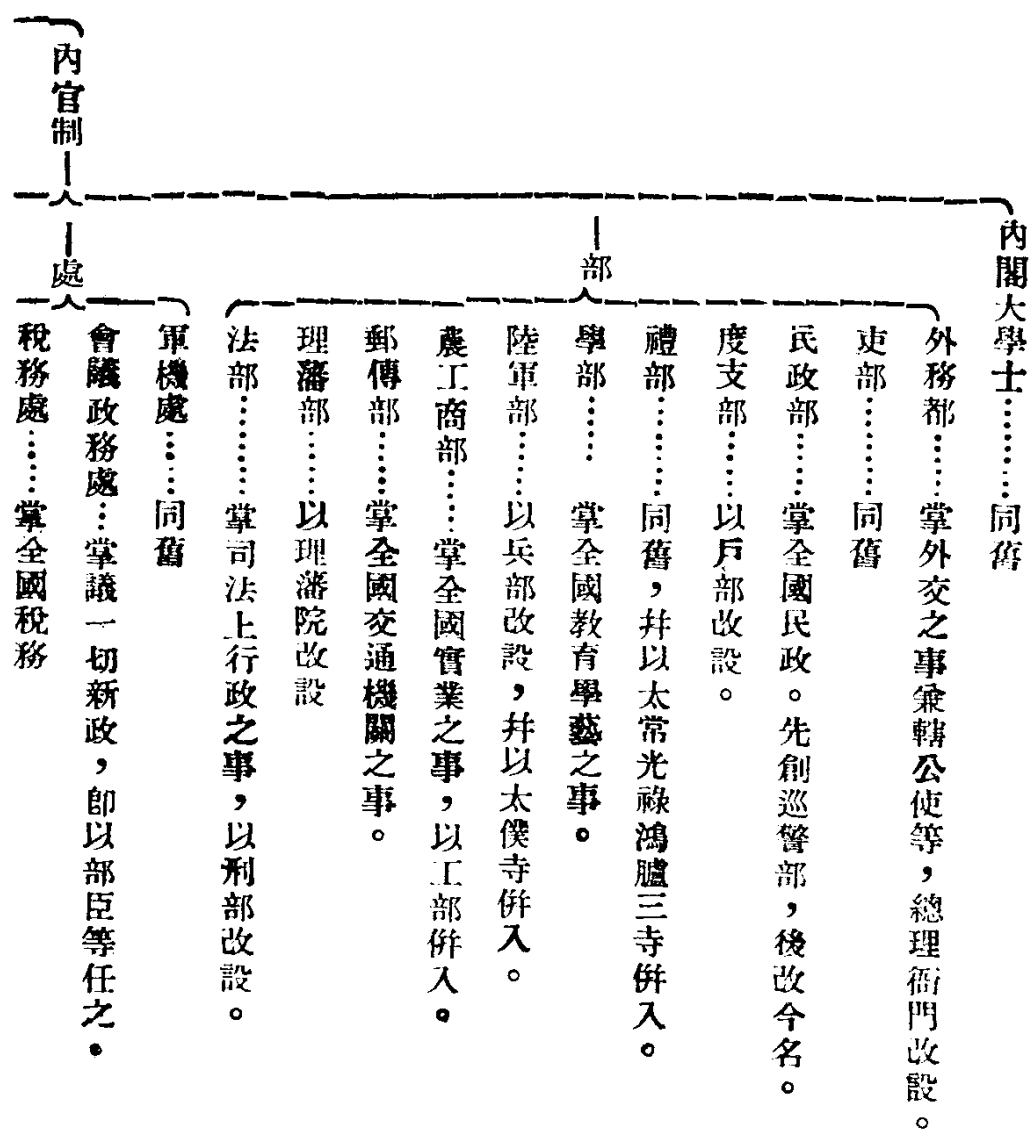 內閣大學士………同舊
外務都………掌外交之事兼轄公使等，總理衙門改設。
吏部………同舊
民政部………掌全國民政。先創巡警部，後改今名。
度支部………以戶部改設。
禮部………同舊，幷以太常光祿鴻臚三寺併入。
學部………掌全國教育學藝之事。
陸軍部………以兵部改設，幷以太僕寺併入。
農工商部……掌全國實業之事，以工部併入。
郵傳部………掌全國交通機關之事。
理藩部………以理藩院改設
法部………掌司法上行政之事，以刑部改設。
部
軍機處………同舊
會議政務處…掌議一切新政，卽以部臣等任之。
稅務處……掌全國稅務
處
內官制